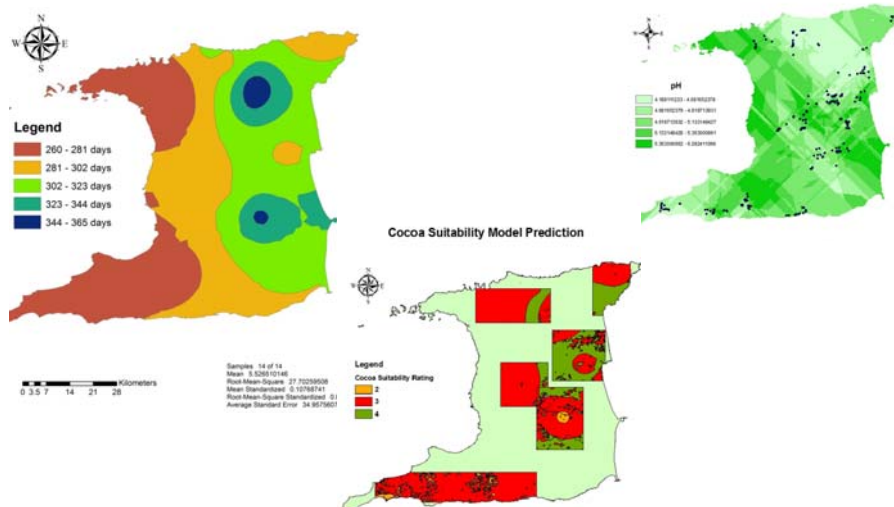 N
W E
S
Legend
260 - 281 days
281 - 302 days
302 - 323 days
323 - 344 days
344 - 365 days
Kilometers
0 3.5 7 14 21 28
Samples 14 of 14
Mean 5.526510146
Root-Mean-Square 27.70259508
Mean Standardized 0.10768741
Root-Mean-Square Standardized
Average Standard Error 34.9575607
Cocoa Suitability Model Prediction
Legend
Cocoa Suitability Rating
2
3
4
pH